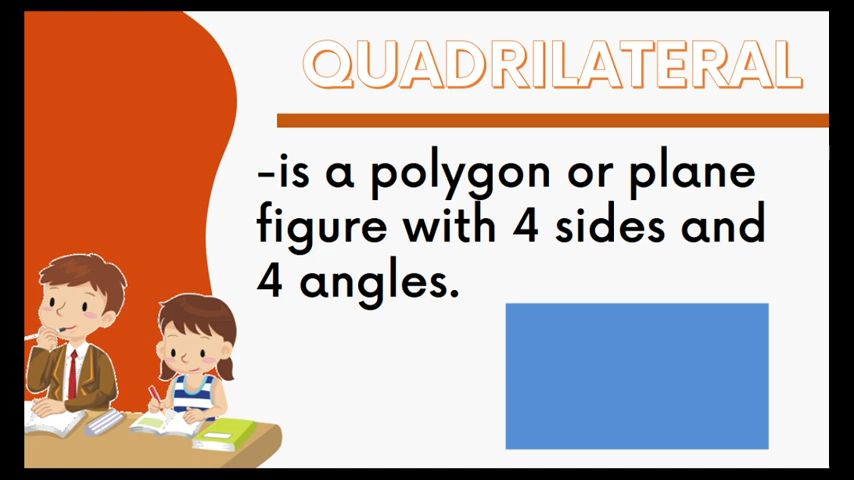 QUADRILATERAL
-is a polygon or plane
figure with 4 sides and
4 angles.